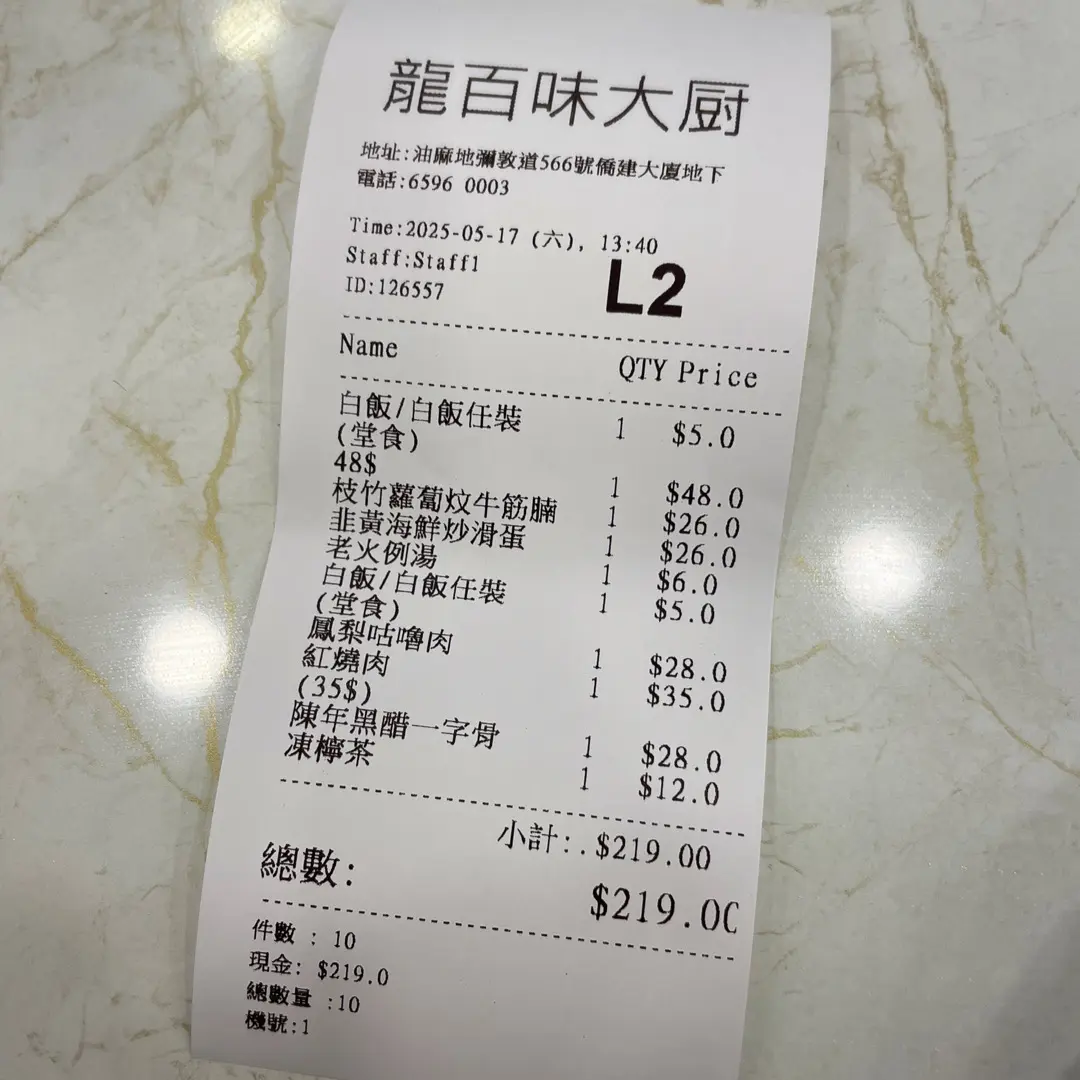 龍百味大厨
地址:油麻地彌敦道566號僑建大廈地下
電話:6596 0003
Time:2025-05-17 (六), 13:40
Staff:Staff1
ID:126557
L2
Name QTY Price
白飯/白飯任裝 1 $5.0
(堂食)
48$ 1 $48.0
枝竹蘿蔔炆牛筋腩 1 $26.0
韭黃海鮮炒滑蛋 1 $26.0
老火例湯 1 $6.0
白飯/白飯任裝 1 $5.0
(堂食)
鳳梨咕嚕肉 1 $28.0
紅燒肉 1 $35.0
(35$)
陳年黑醋一字骨 1 $28.0
凍檸茶 1 $12.0
小計:.$219.00
總數: $219.00
件數 : 10
現金: $219.0
總數量 :10
機號:1